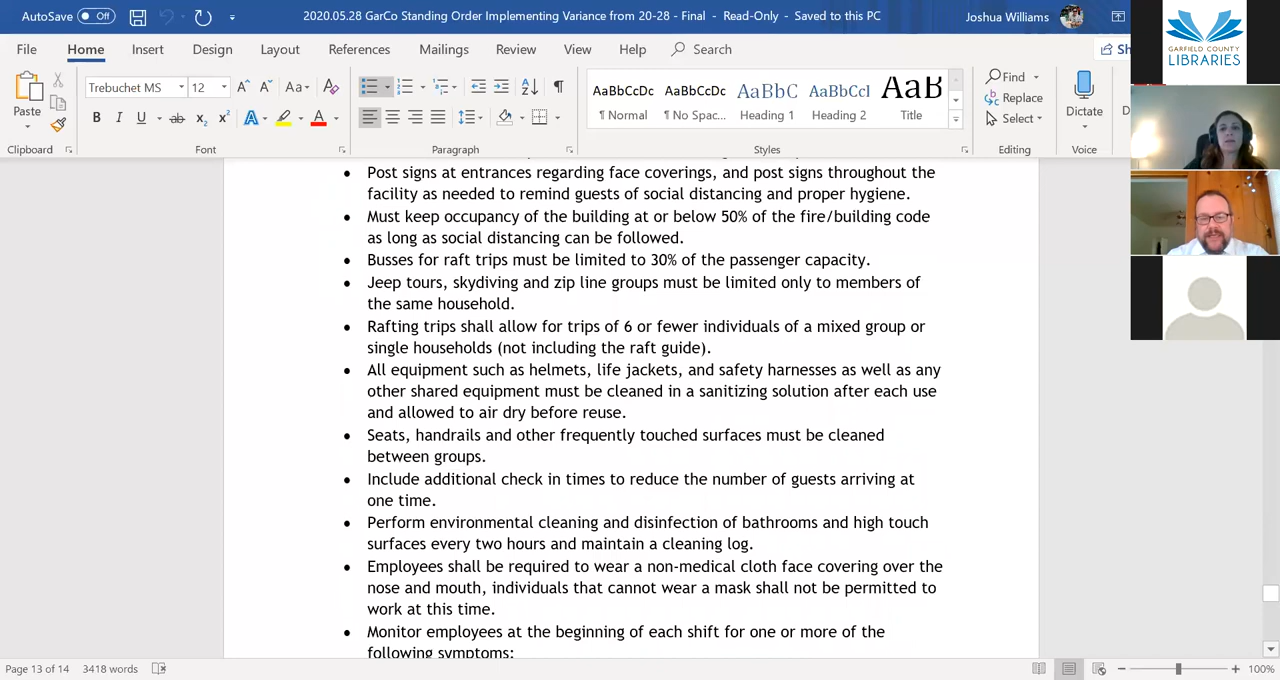 AutoSave Off 2020.05.28 GarCo Standing Order Implementing Variance from 20-28 - Final - Read-Only - Saved to this PC Joshua Williams
File Home Insert Design Layout References Mailings Review View Help Search Sh
GARFIELD COUNTY
LIBRARIES
Paste
Clipboard
Trebuchet MS 12
Font
Paragraph
AaBbCcDc AaBbCcDc AaBbC AaBbCcI AaB
¶ Normal ¶ No Spac... Heading 1 Heading 2 Title
Styles
Find
Replace
Select
Editing
Dictate
Voice
D
• Post signs at entrances regarding face coverings, and post signs throughout the
facility as needed to remind guests of social distancing and proper hygiene.
• Must keep occupancy of the building at or below 50% of the fire/building code
as long as social distancing can be followed.
• Busses for raft trips must be limited to 30% of the passenger capacity.
• Jeep tours, skydiving and zip line groups must be limited only to members of
the same household.
• Rafting trips shall allow for trips of 6 or fewer individuals of a mixed group or
single households (not including the raft guide).
• All equipment such as helmets, life jackets, and safety harnesses as well as any
other shared equipment must be cleaned in a sanitizing solution after each use
and allowed to air dry before reuse.
• Seats, handrails and other frequently touched surfaces must be cleaned
between groups.
• Include additional check in times to reduce the number of guests arriving at
one time.
• Perform environmental cleaning and disinfection of bathrooms and high touch
surfaces every two hours and maintain a cleaning log.
• Employees shall be required to wear a non-medical cloth face covering over the
nose and mouth, individuals that cannot wear a mask shall not be permitted to
work at this time.
• Monitor employees at the beginning of each shift for one or more of the
following symptoms:
Page 13 of 14 3418 words 100%